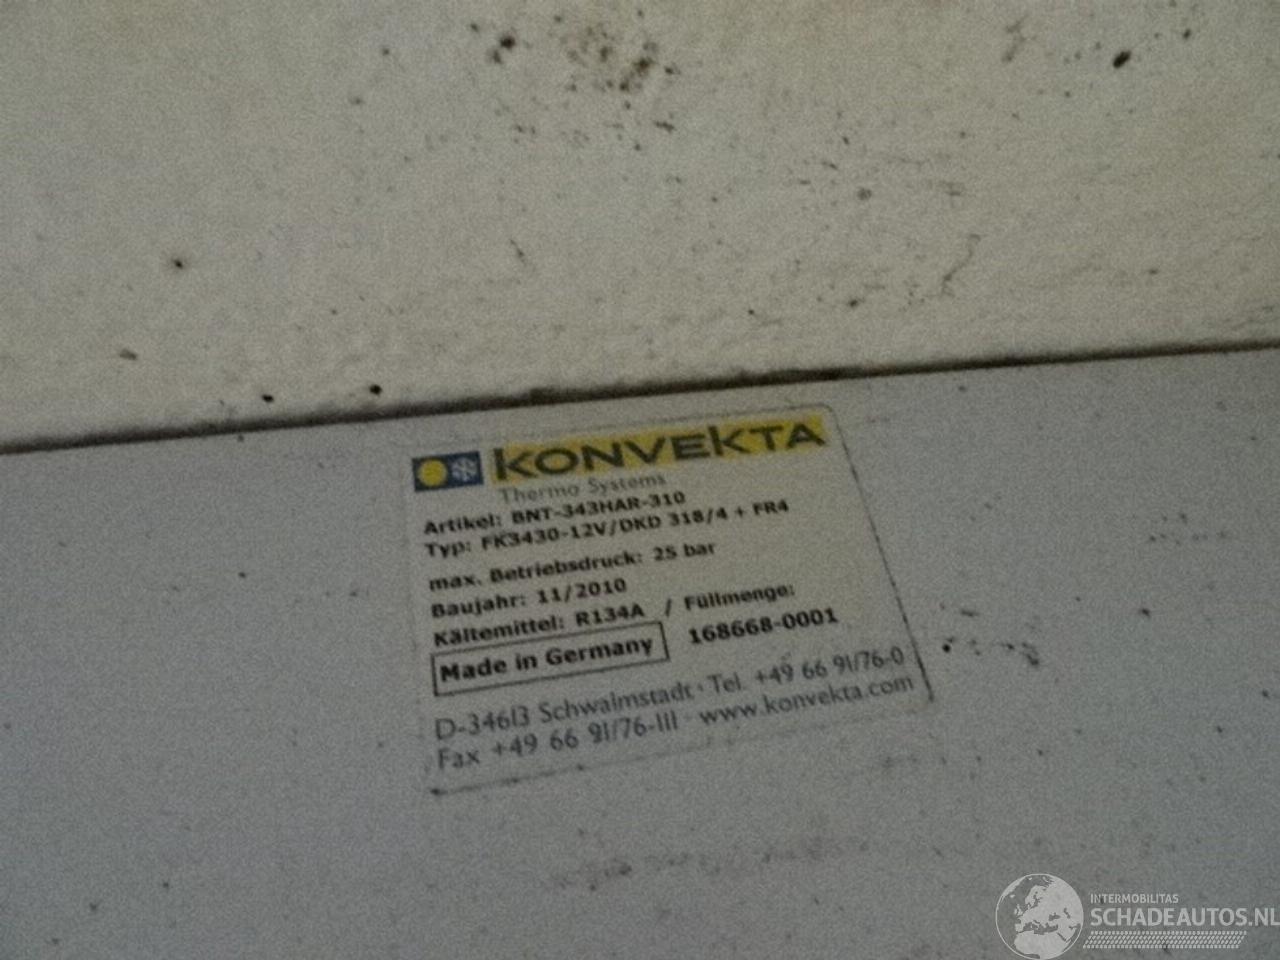 KONVEKTA
Thermo Systems
Artikel: BNT-343HAR-310
Typ: FK3430-12V/DKD 318/4 + FR4
max. Betriebsdruck: 25 bar
Baujahr: 11/2010
Kältemittel: R134A / Füllmenge:
Made in Germany 168668-0001
D-34613 Schwalmstadt · Tel. +49 66 91/76-0
Fax +49 66 91/76-111 · www.konvekta.com
INTERMOBILITAS
SCHADEAUTOS.NL